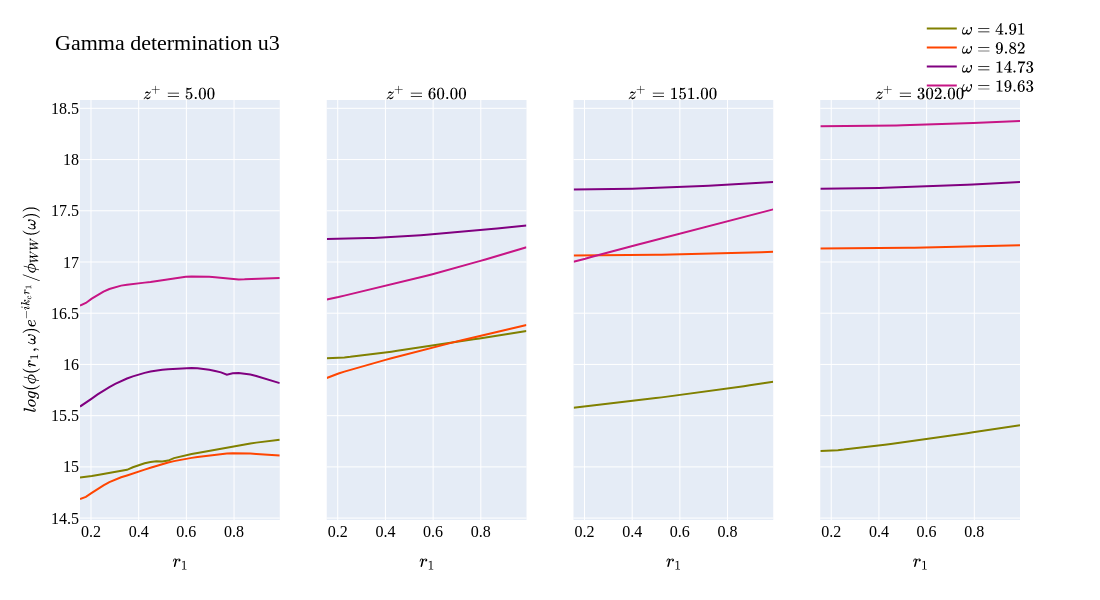 Gamma determination u3
ω = 4.91
ω = 9.82
ω = 14.73
ω = 19.63
z⁺ = 5.00
z⁺ = 60.00
z⁺ = 151.00
z⁺ = 302.00
log(ϕ(r₁, ω)e^{−ik_c r₁}/ϕ_{WW}(ω))
18.5
18
17.5
17
16.5
16
15.5
15
14.5
0.2 0.4 0.6 0.8
0.2 0.4 0.6 0.8
0.2 0.4 0.6 0.8
0.2 0.4 0.6 0.8
r₁
r₁
r₁
r₁